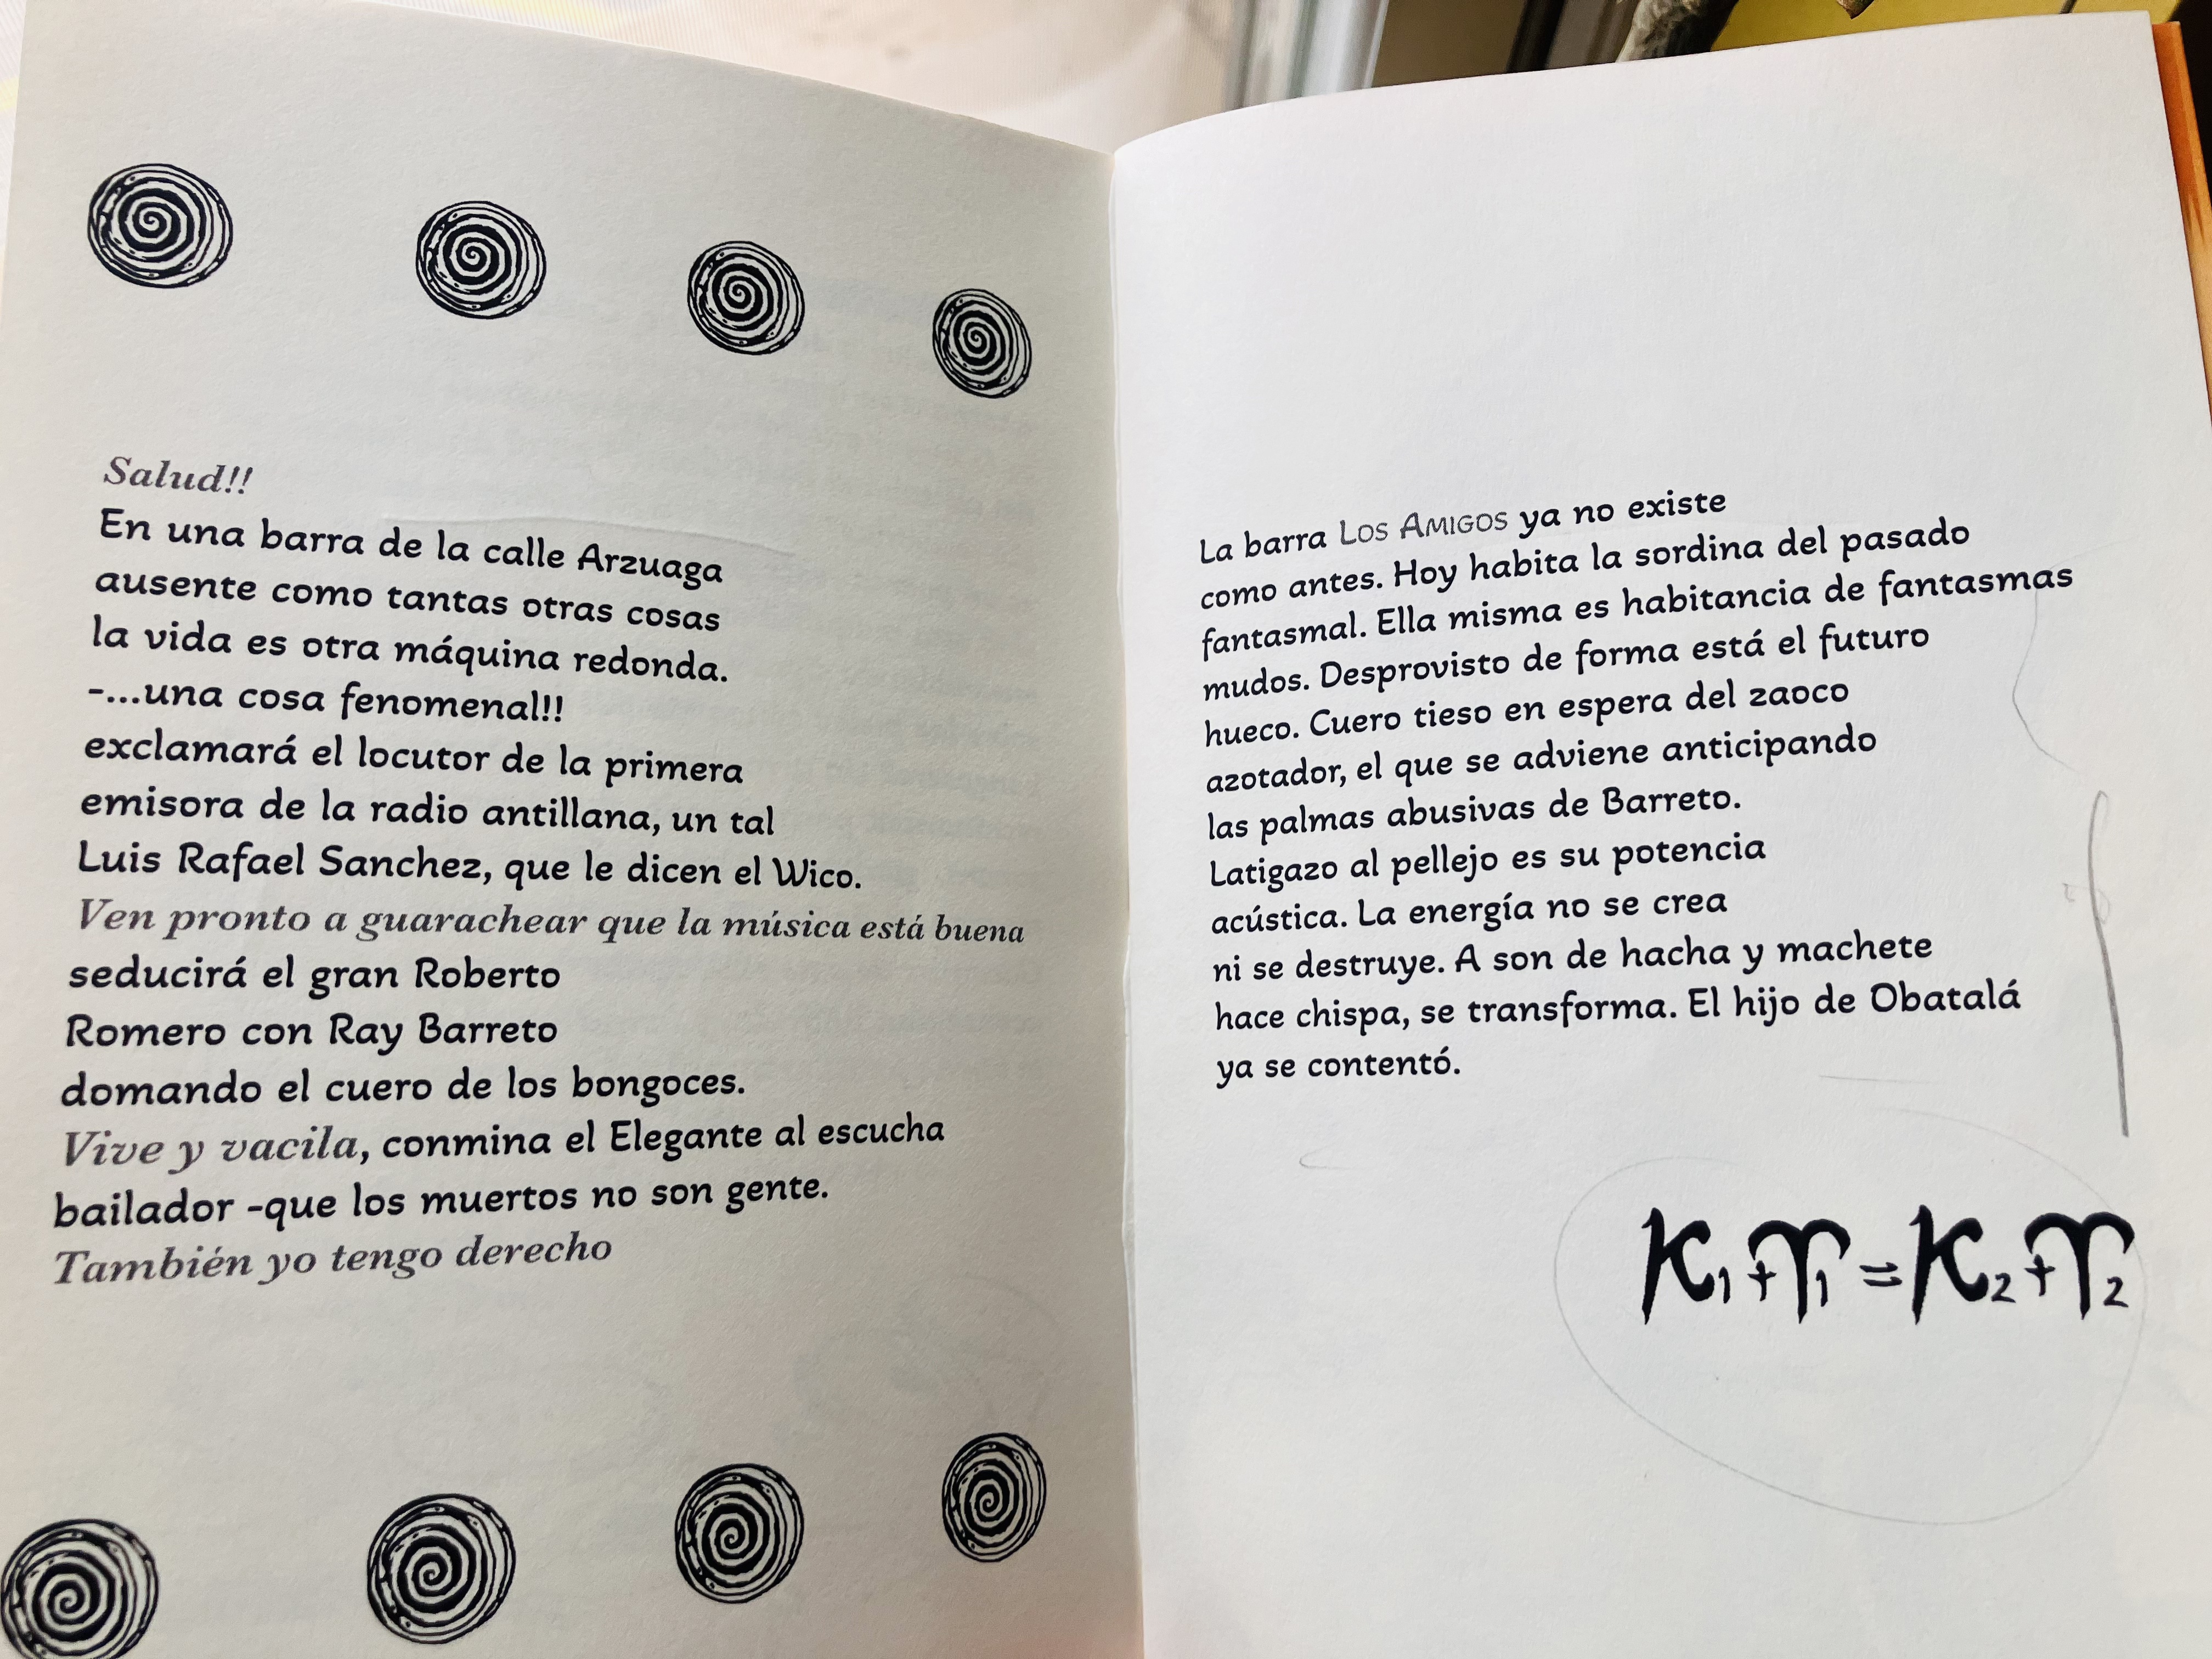 Salud!!
En una barra de la calle Arzuaga
ausente como tantas otras cosas
la vida es otra máquina redonda.
-...una cosa fenomenal!!
exclamará el locutor de la primera
emisora de la radio antillana, un tal
Luis Rafael Sanchez, que le dicen el Wico.
Ven pronto a guarachear que la música está buena
seducirá el gran Roberto
Romero con Ray Barreto
domando el cuero de los bongoces.
Vive y vacila, conmina el Elegante al escucha
bailador -que los muertos no son gente.
También yo tengo derecho
La barra Los Amigos ya no existe
como antes. Hoy habita la sordina del pasado
fantasmal. Ella misma es habitancia de fantasmas
mudos. Desprovisto de forma está el futuro
hueco. Cuero tieso en espera del zaoco
azotador, el que se adviene anticipando
las palmas abusivas de Barreto.
Latigazo al pellejo es su potencia
acústica. La energía no se crea
ni se destruye. A son de hacha y machete
hace chispa, se transforma. El hijo de Obatalá
ya se contentó.
K₁+ϒ₁=K₂+ϒ₂